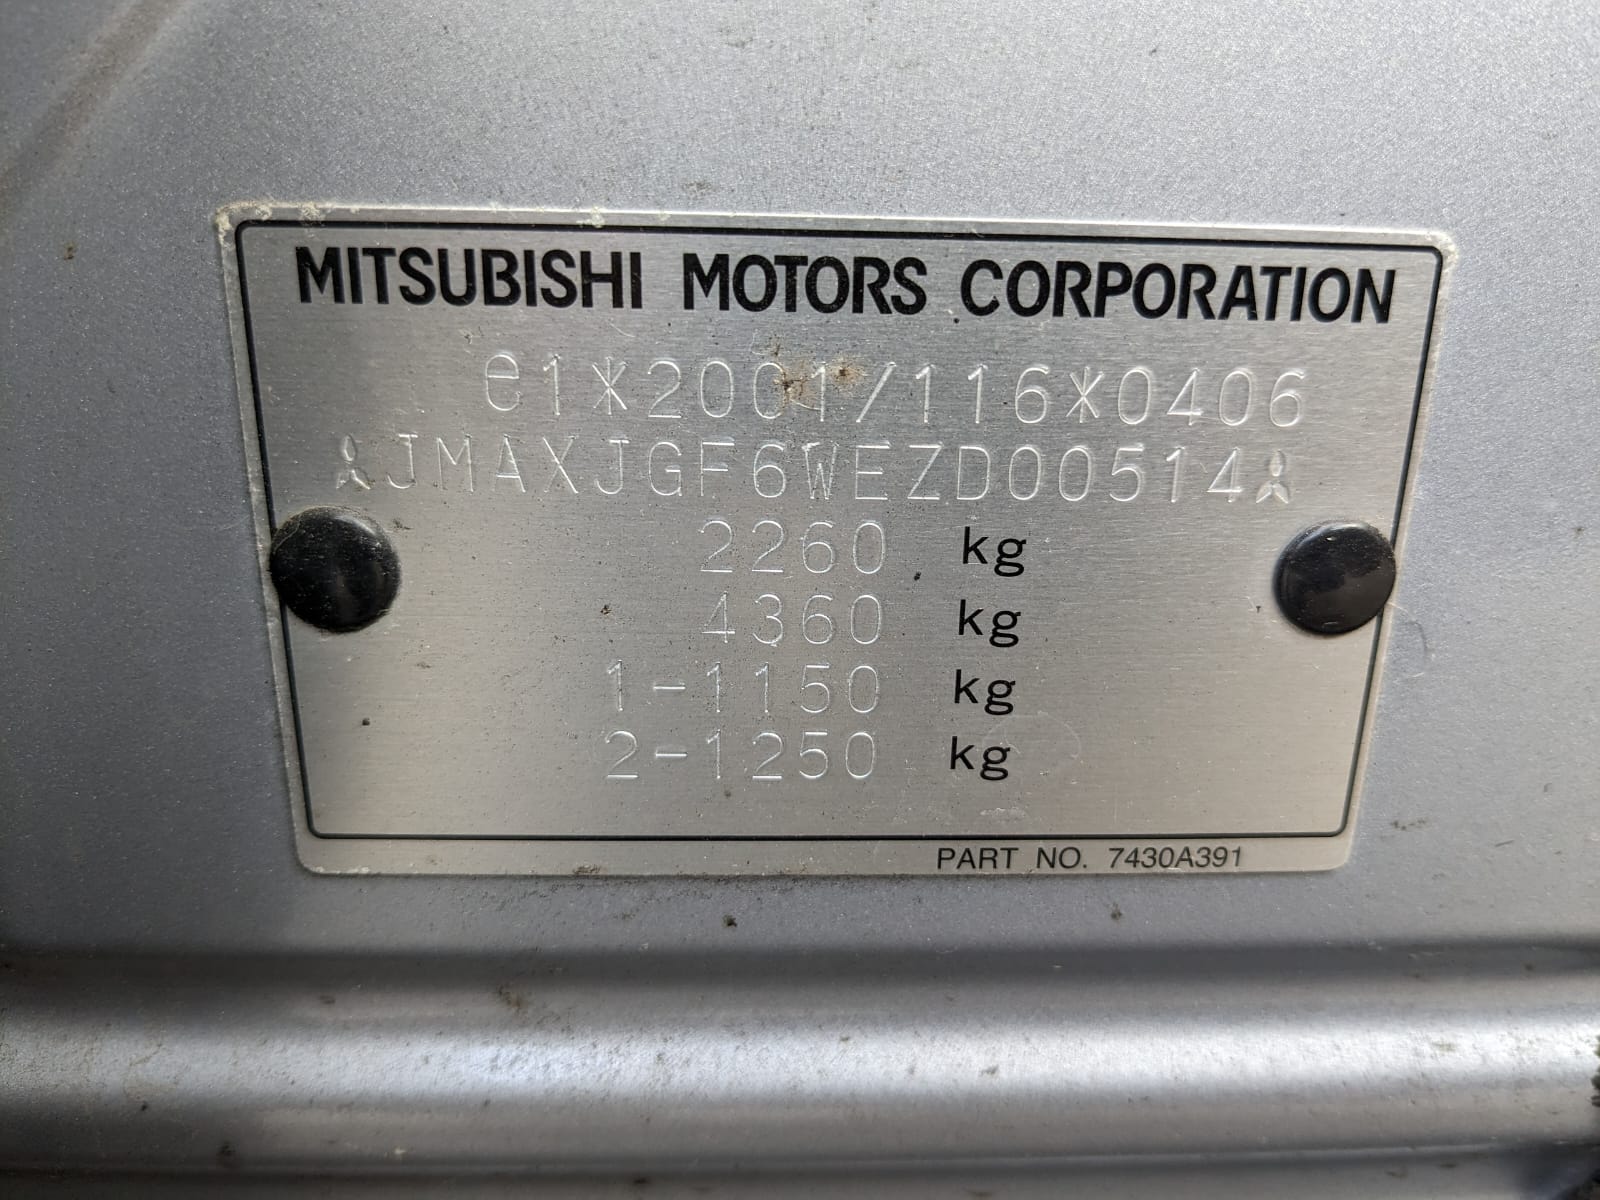 MITSUBISHI MOTORS CORPORATION
e1*2001/116*0406
JMAXJGF6WEZD00514
2260 kg
4360 kg
1-1150 kg
2-1250 kg
PART NO. 7430A391